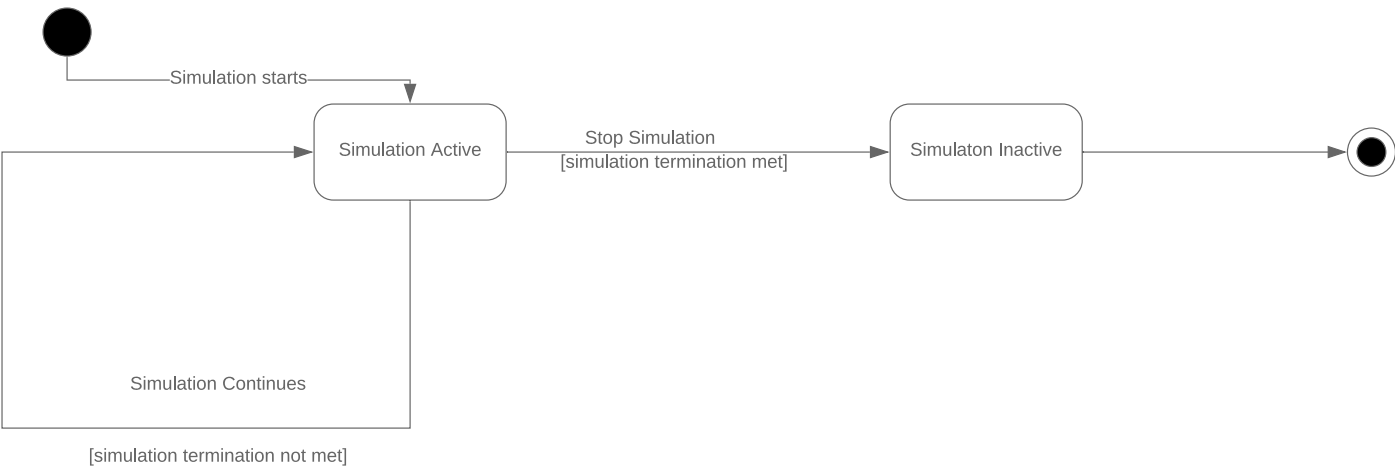 Simulation starts
Simulation Active
Stop Simulation
[simulation termination met]
Simulaton Inactive
Simulation Continues
[simulation termination not met]